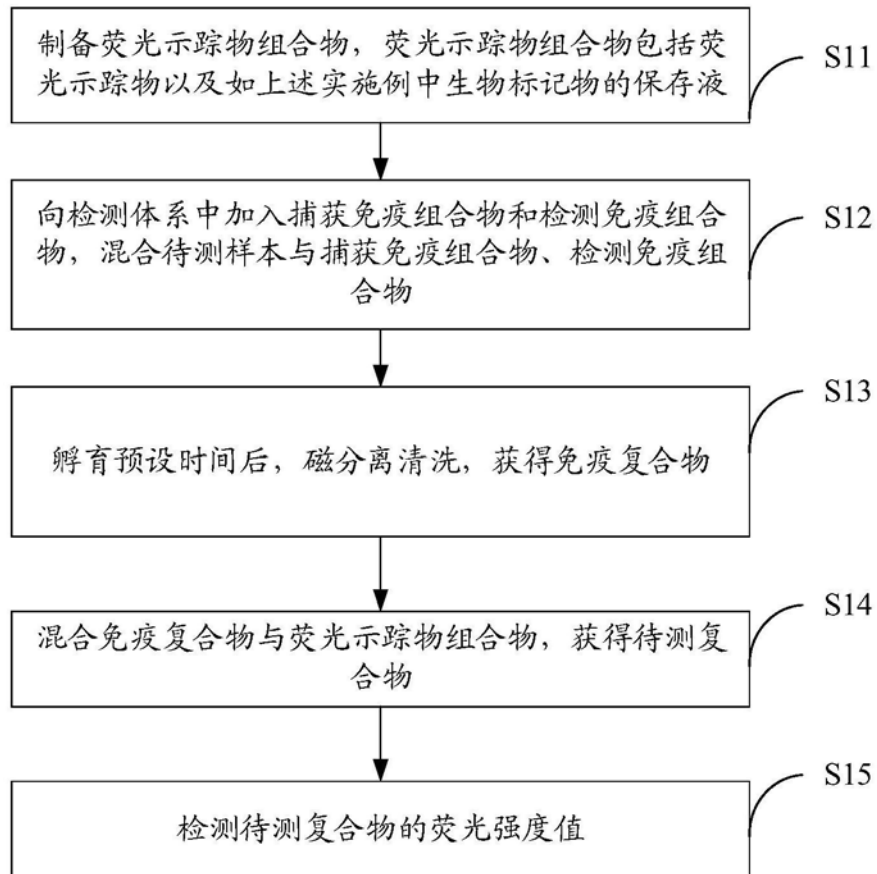 制备荧光示踪物组合物，荧光示踪物组合物包括荧
光示踪物以及如上述实施例中生物标记物的保存液
S11
向检测体系中加入捕获免疫组合物和检测免疫组合
物，混合待测样本与捕获免疫组合物、检测免疫组
合物
S12
孵育预设时间后，磁分离清洗，获得免疫复合物
S13
混合免疫复合物与荧光示踪物组合物，获得待测复
合物
S14
检测待测复合物的荧光强度值
S15